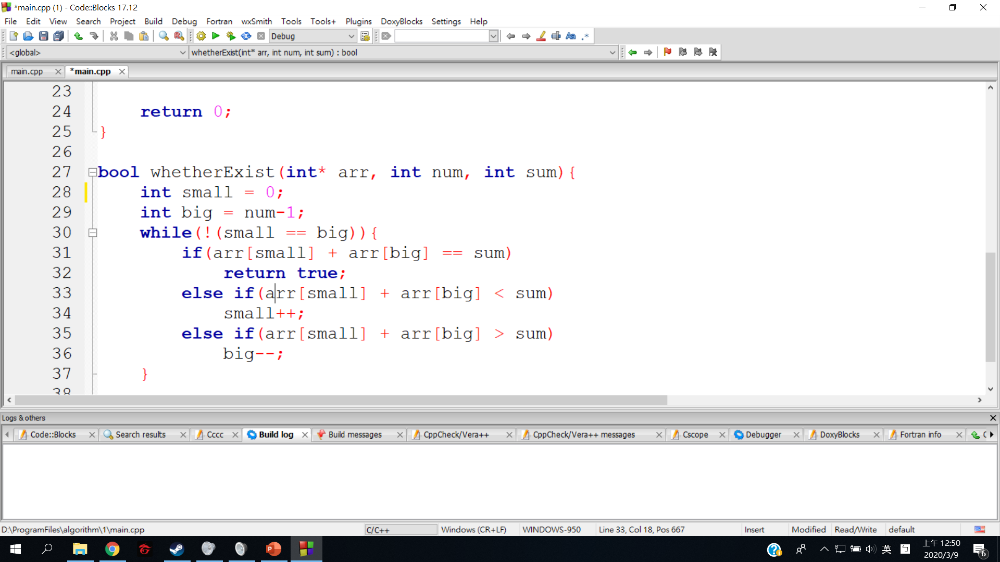 *main.cpp (1) - Code::Blocks 17.12
File Edit View Search Project Build Debug Fortran wxSmith Tools Tools+ Plugins DoxyBlocks Settings Help
Debug
<global> whetherExist(int* arr, int num, int sum) : bool
main.cpp *main.cpp
23
24 return 0;
25 }
26
27 bool whetherExist(int* arr, int num, int sum){
28 int small = 0;
29 int big = num-1;
30 while(!(small == big)){
31 if(arr[small] + arr[big] == sum)
32 return true;
33 else if(arr[small] + arr[big] < sum)
34 small++;
35 else if(arr[small] + arr[big] > sum)
36 big--;
37 }
38
Logs & others
Code::Blocks Search results Cccc Build log Build messages CppCheck/Vera++ CppCheck/Vera++ messages Cscope Debugger DoxyBlocks Fortran info
D:\ProgramFiles\algorithm\1\main.cpp C/C++ Windows (CR+LF) WINDOWS-950 Line 33, Col 18, Pos 667 Insert Modified Read/Write default
英 上午 12:50
2020/3/9 6